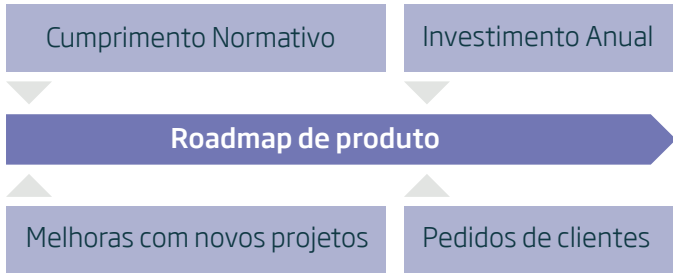 Cumprimento Normativo
Investimento Anual
Roadmap de produto
Melhoras com novos projetos
Pedidos de clientes